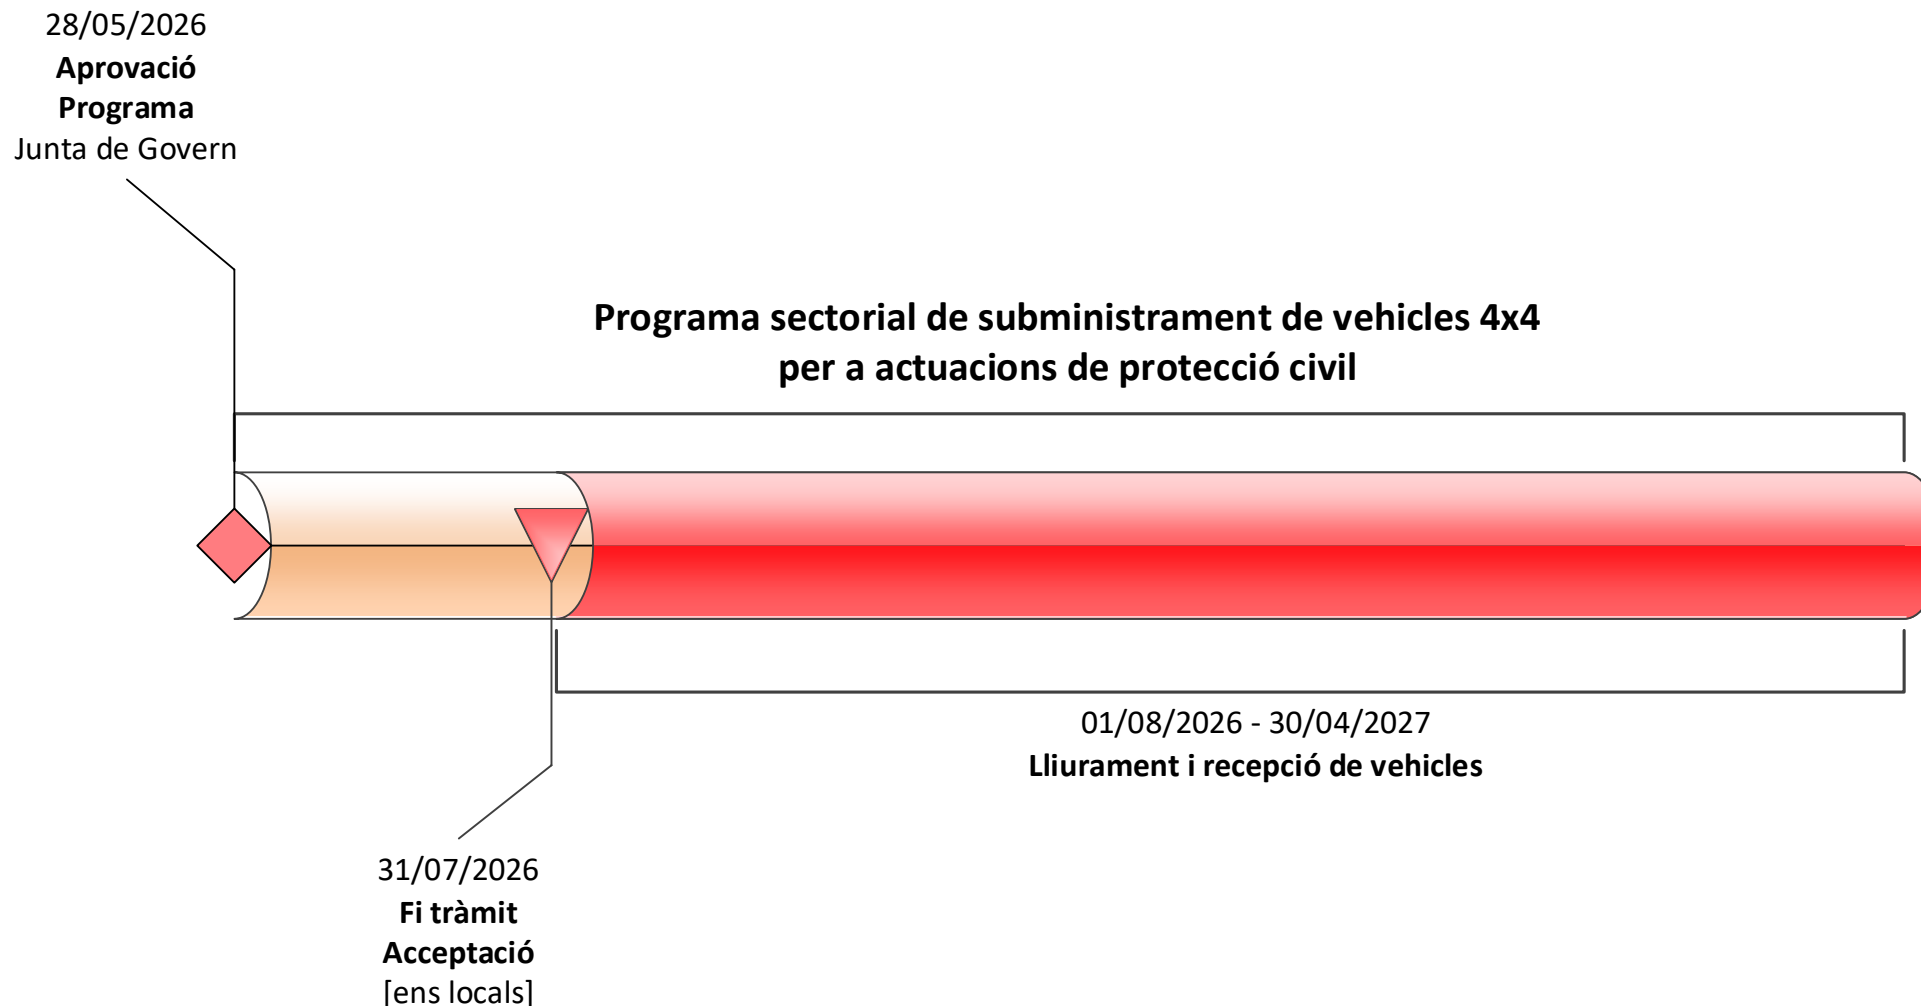 28/05/2026
Aprovació
Programa
Junta de Govern
Programa sectorial de subministrament de vehicles 4x4
per a actuacions de protecció civil
01/08/2026 - 30/04/2027
Lliurament i recepció de vehicles
31/07/2026
Fi tràmit
Acceptació
[ens locals]